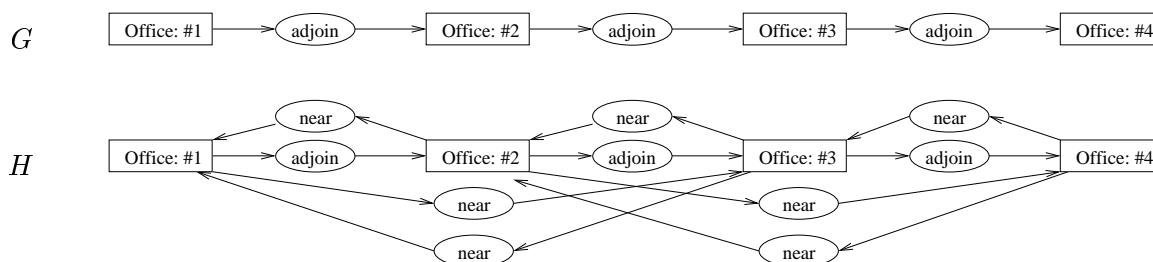 G Office: #1 adjoin Office: #2 adjoin Office: #3 adjoin Office: #4
near near near
H Office: #1 adjoin Office: #2 adjoin Office: #3 adjoin Office: #4
near near
near near